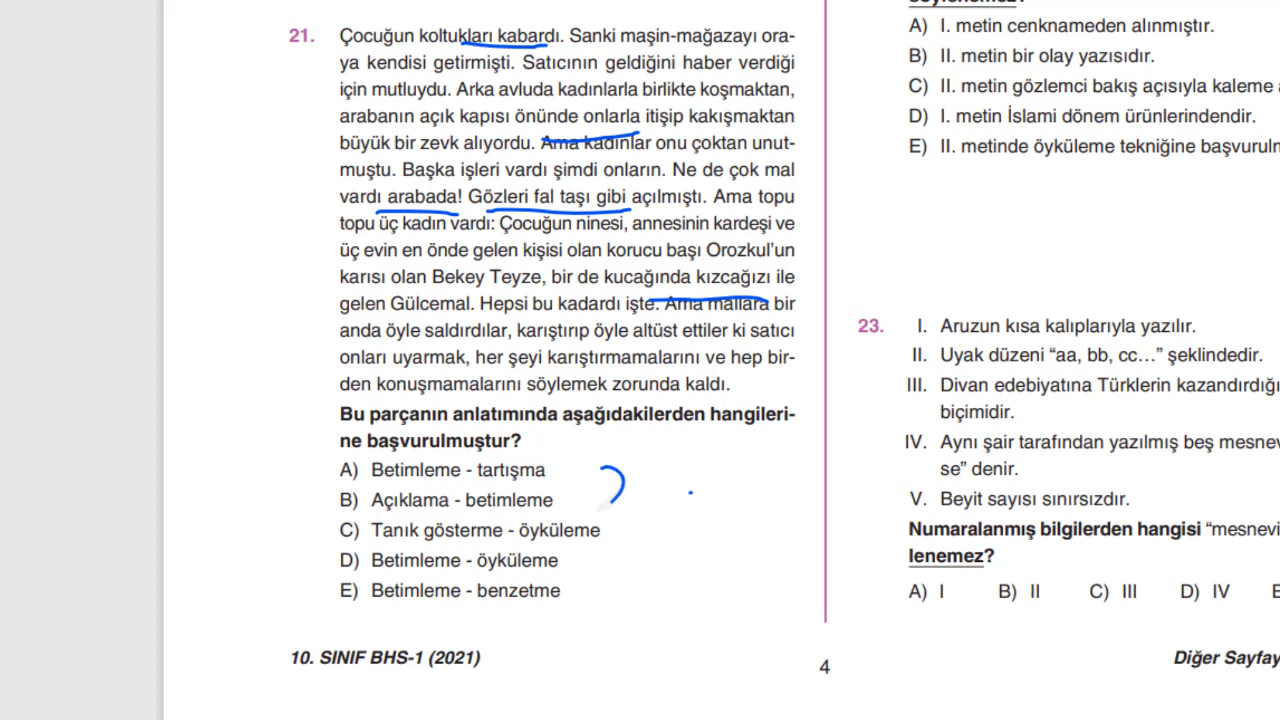 21. Çocuğun koltukları kabardı. Sanki maşin-mağazayı ora-
ya kendisi getirmişti. Satıcının geldiğini haber verdiği
için mutluydu. Arka avluda kadınlarla birlikte koşmaktan,
arabanın açık kapısı önünde onlarla itişip kakışmaktan
büyük bir zevk alıyordu. Ama kadınlar onu çoktan unut-
muştu. Başka işleri vardı şimdi onların. Ne de çok mal
vardı arabada! Gözleri fal taşı gibi açılmıştı. Ama topu
topu üç kadın vardı: Çocuğun ninesi, annesinin kardeşi ve
üç evin en önde gelen kişisi olan korucu başı Orozkul’un
karısı olan Bekey Teyze, bir de kucağında kızcağızı ile
gelen Gülcemal. Hepsi bu kadardı işte. Ama mallara bir
anda öyle saldırdılar, karıştırıp öyle altüst ettiler ki satıcı
onları uyarmak, her şeyi karıştırmamalarını ve hep bir-
den konuşmamalarını söylemek zorunda kaldı.
Bu parçanın anlatımında aşağıdakilerden hangileri-
ne başvurulmuştur?
A) Betimleme - tartışma
B) Açıklama - betimleme
C) Tanık gösterme - öyküleme
D) Betimleme - öyküleme
E) Betimleme - benzetme
10. SINIF BHS-1 (2021)
4
söylenemez?
A) I. metin cenknameden alınmıştır.
B) II. metin bir olay yazısıdır.
C) II. metin gözlemci bakış açısıyla kaleme
D) I. metin İslami dönem ürünlerindendir.
E) II. metinde öyküleme tekniğine başvurulm
23. I. Aruzun kısa kalıplarıyla yazılır.
II. Uyak düzeni “aa, bb, cc…” şeklindedir.
III. Divan edebiyatına Türklerin kazandırdığı
biçimidir.
IV. Aynı şair tarafından yazılmış beş mesnev
se” denir.
V. Beyit sayısı sınırsızdır.
Numaralanmış bilgilerden hangisi “mesnevi
lenemez?
A) I B) II C) III D) IV E
Diğer Sayfay